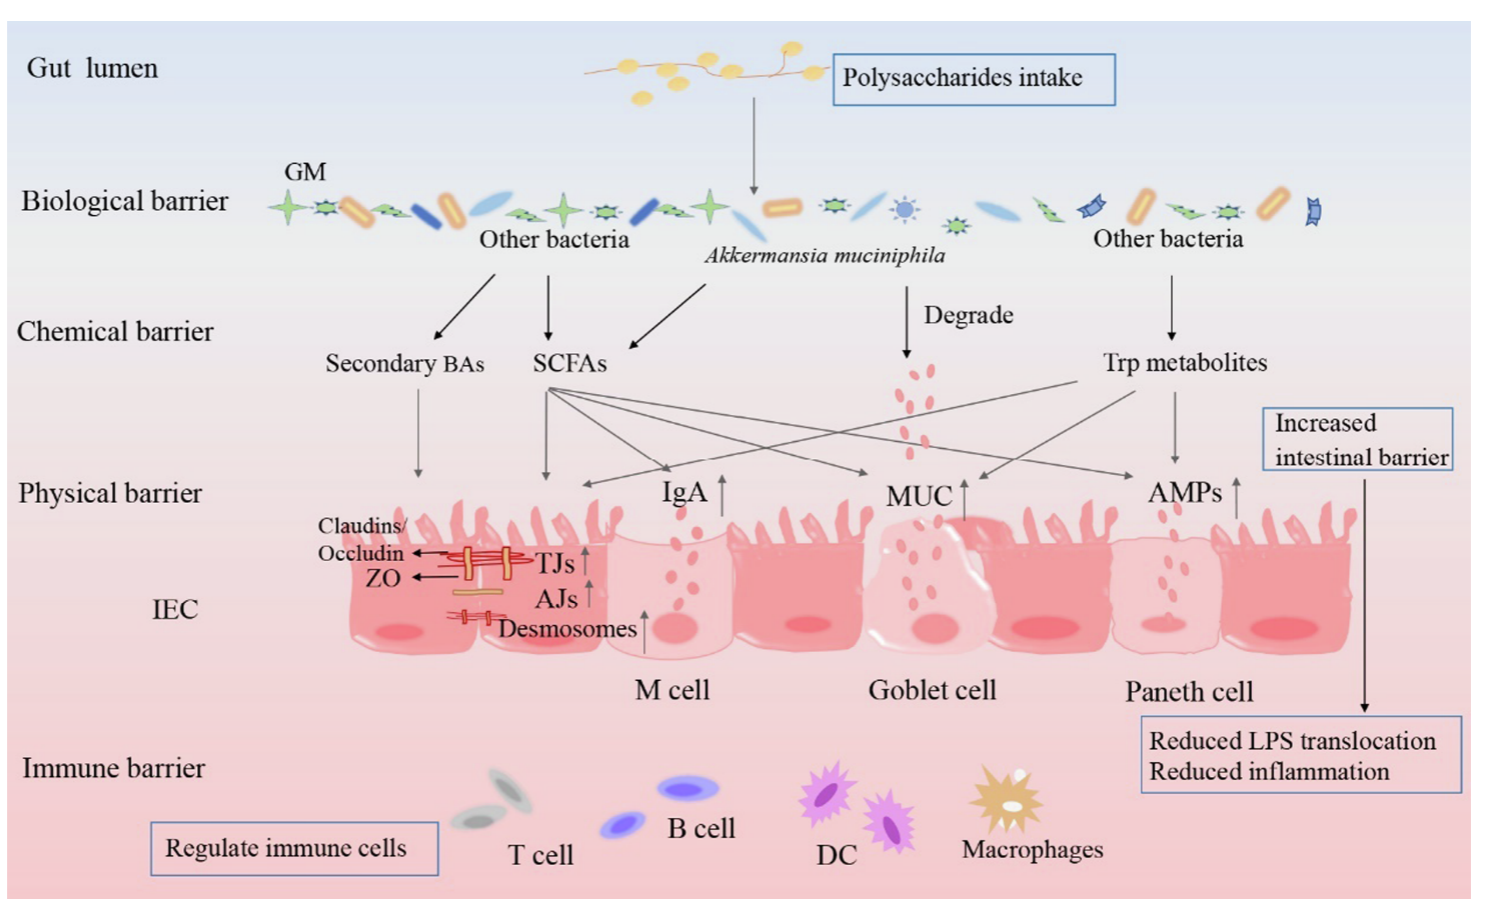 Gut lumen
Polysaccharides intake
GM
Biological barrier
Other bacteria
Akkermansia muciniphila
Other bacteria
Chemical barrier
Degrade
Secondary BAs
SCFAs
Trp metabolites
Increased
intestinal barrier
Physical barrier
IgA
MUC
AMPs
Claudins/
Occludin
ZO
TJs
AJs
Desmosomes
IEC
M cell
Goblet cell
Paneth cell
Reduced LPS translocation
Reduced inflammation
Immune barrier
Regulate immune cells
T cell
B cell
DC
Macrophages